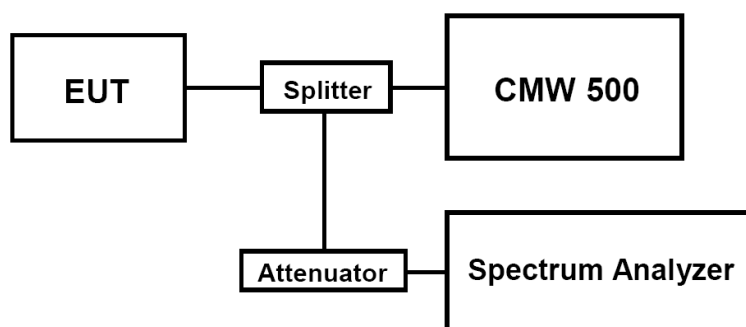 EUT
Splitter
CMW 500
Attenuator
Spectrum Analyzer